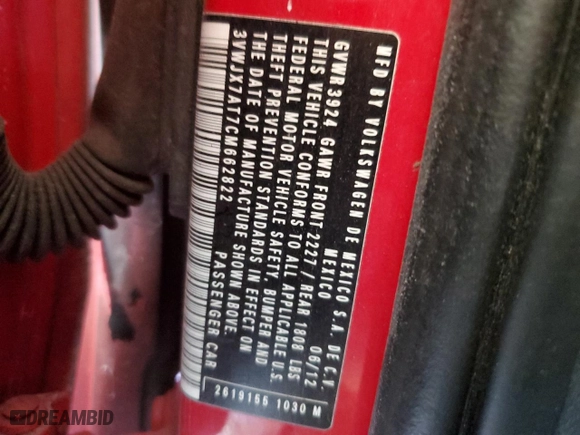 MFD BY VOLKSWAGEN DE MEXICO S.A. DE C.V.
MEXICO 06/12
GVWR 3924 GAWR FRONT 2227 / REAR 1808 LBS
THIS VEHICLE CONFORMS TO ALL APPLICABLE U.S.
FEDERAL MOTOR VEHICLE SAFETY, BUMPER AND
THEFT PREVENTION STANDARDS IN EFFECT ON
THE DATE OF MANUFACTURE SHOWN ABOVE.
3VWJX7AT7CM662822 PASSENGER CAR
2619155 1030 M
DREAMBID